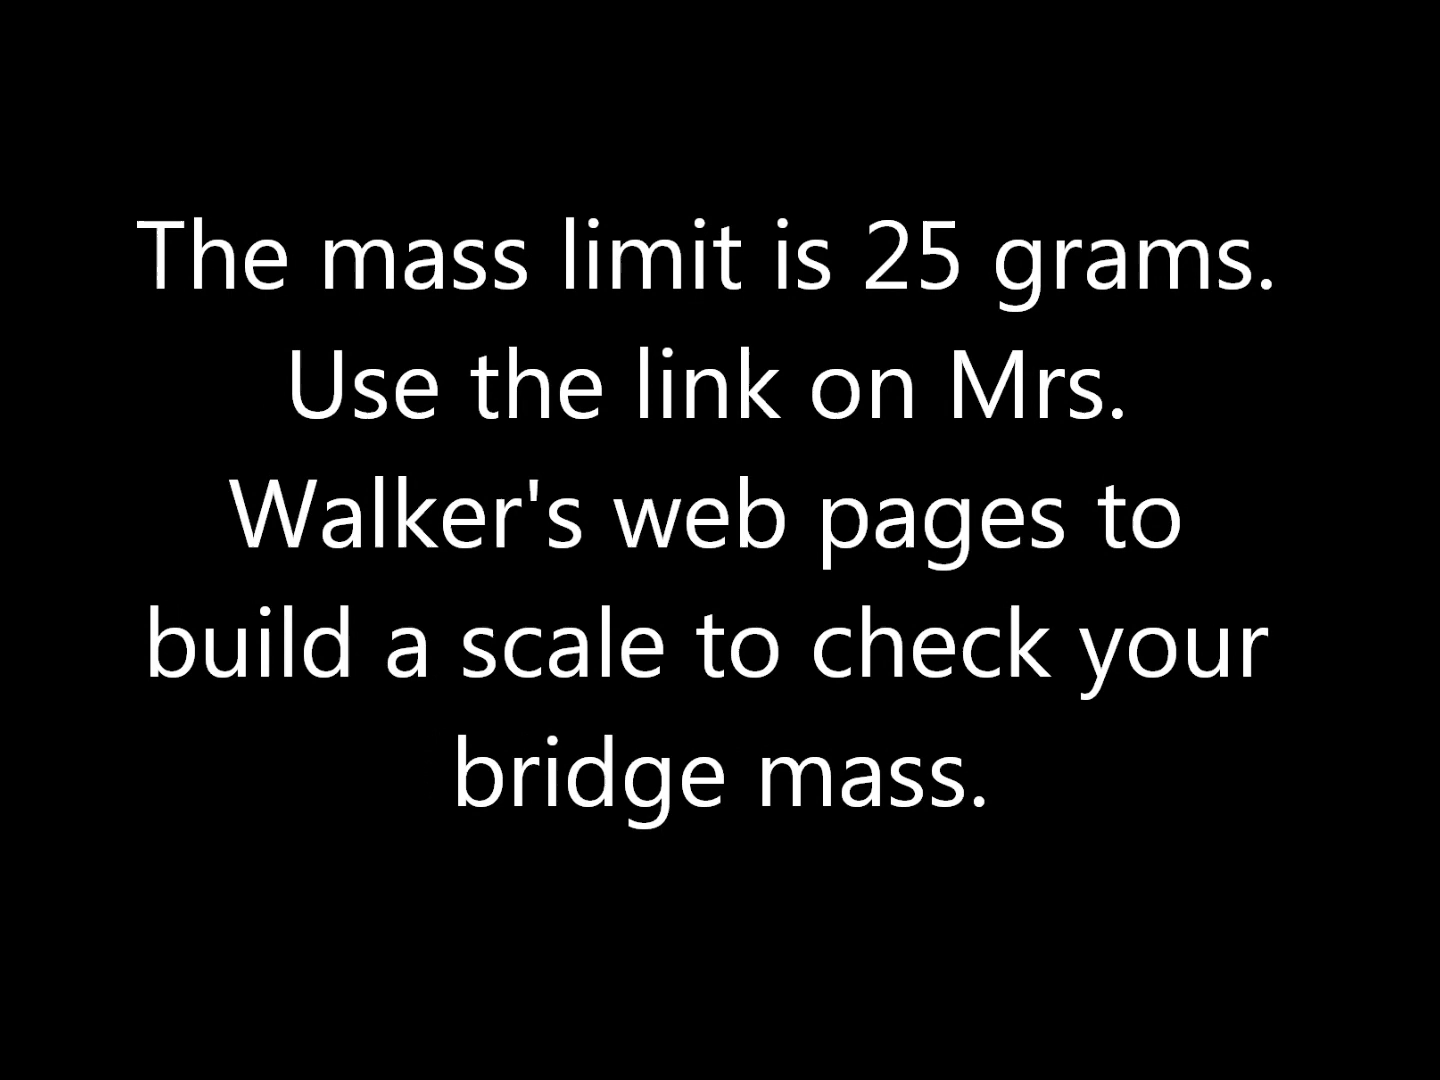 The mass limit is 25 grams.
Use the link on Mrs.
Walker's web pages to
build a scale to check your
bridge mass.